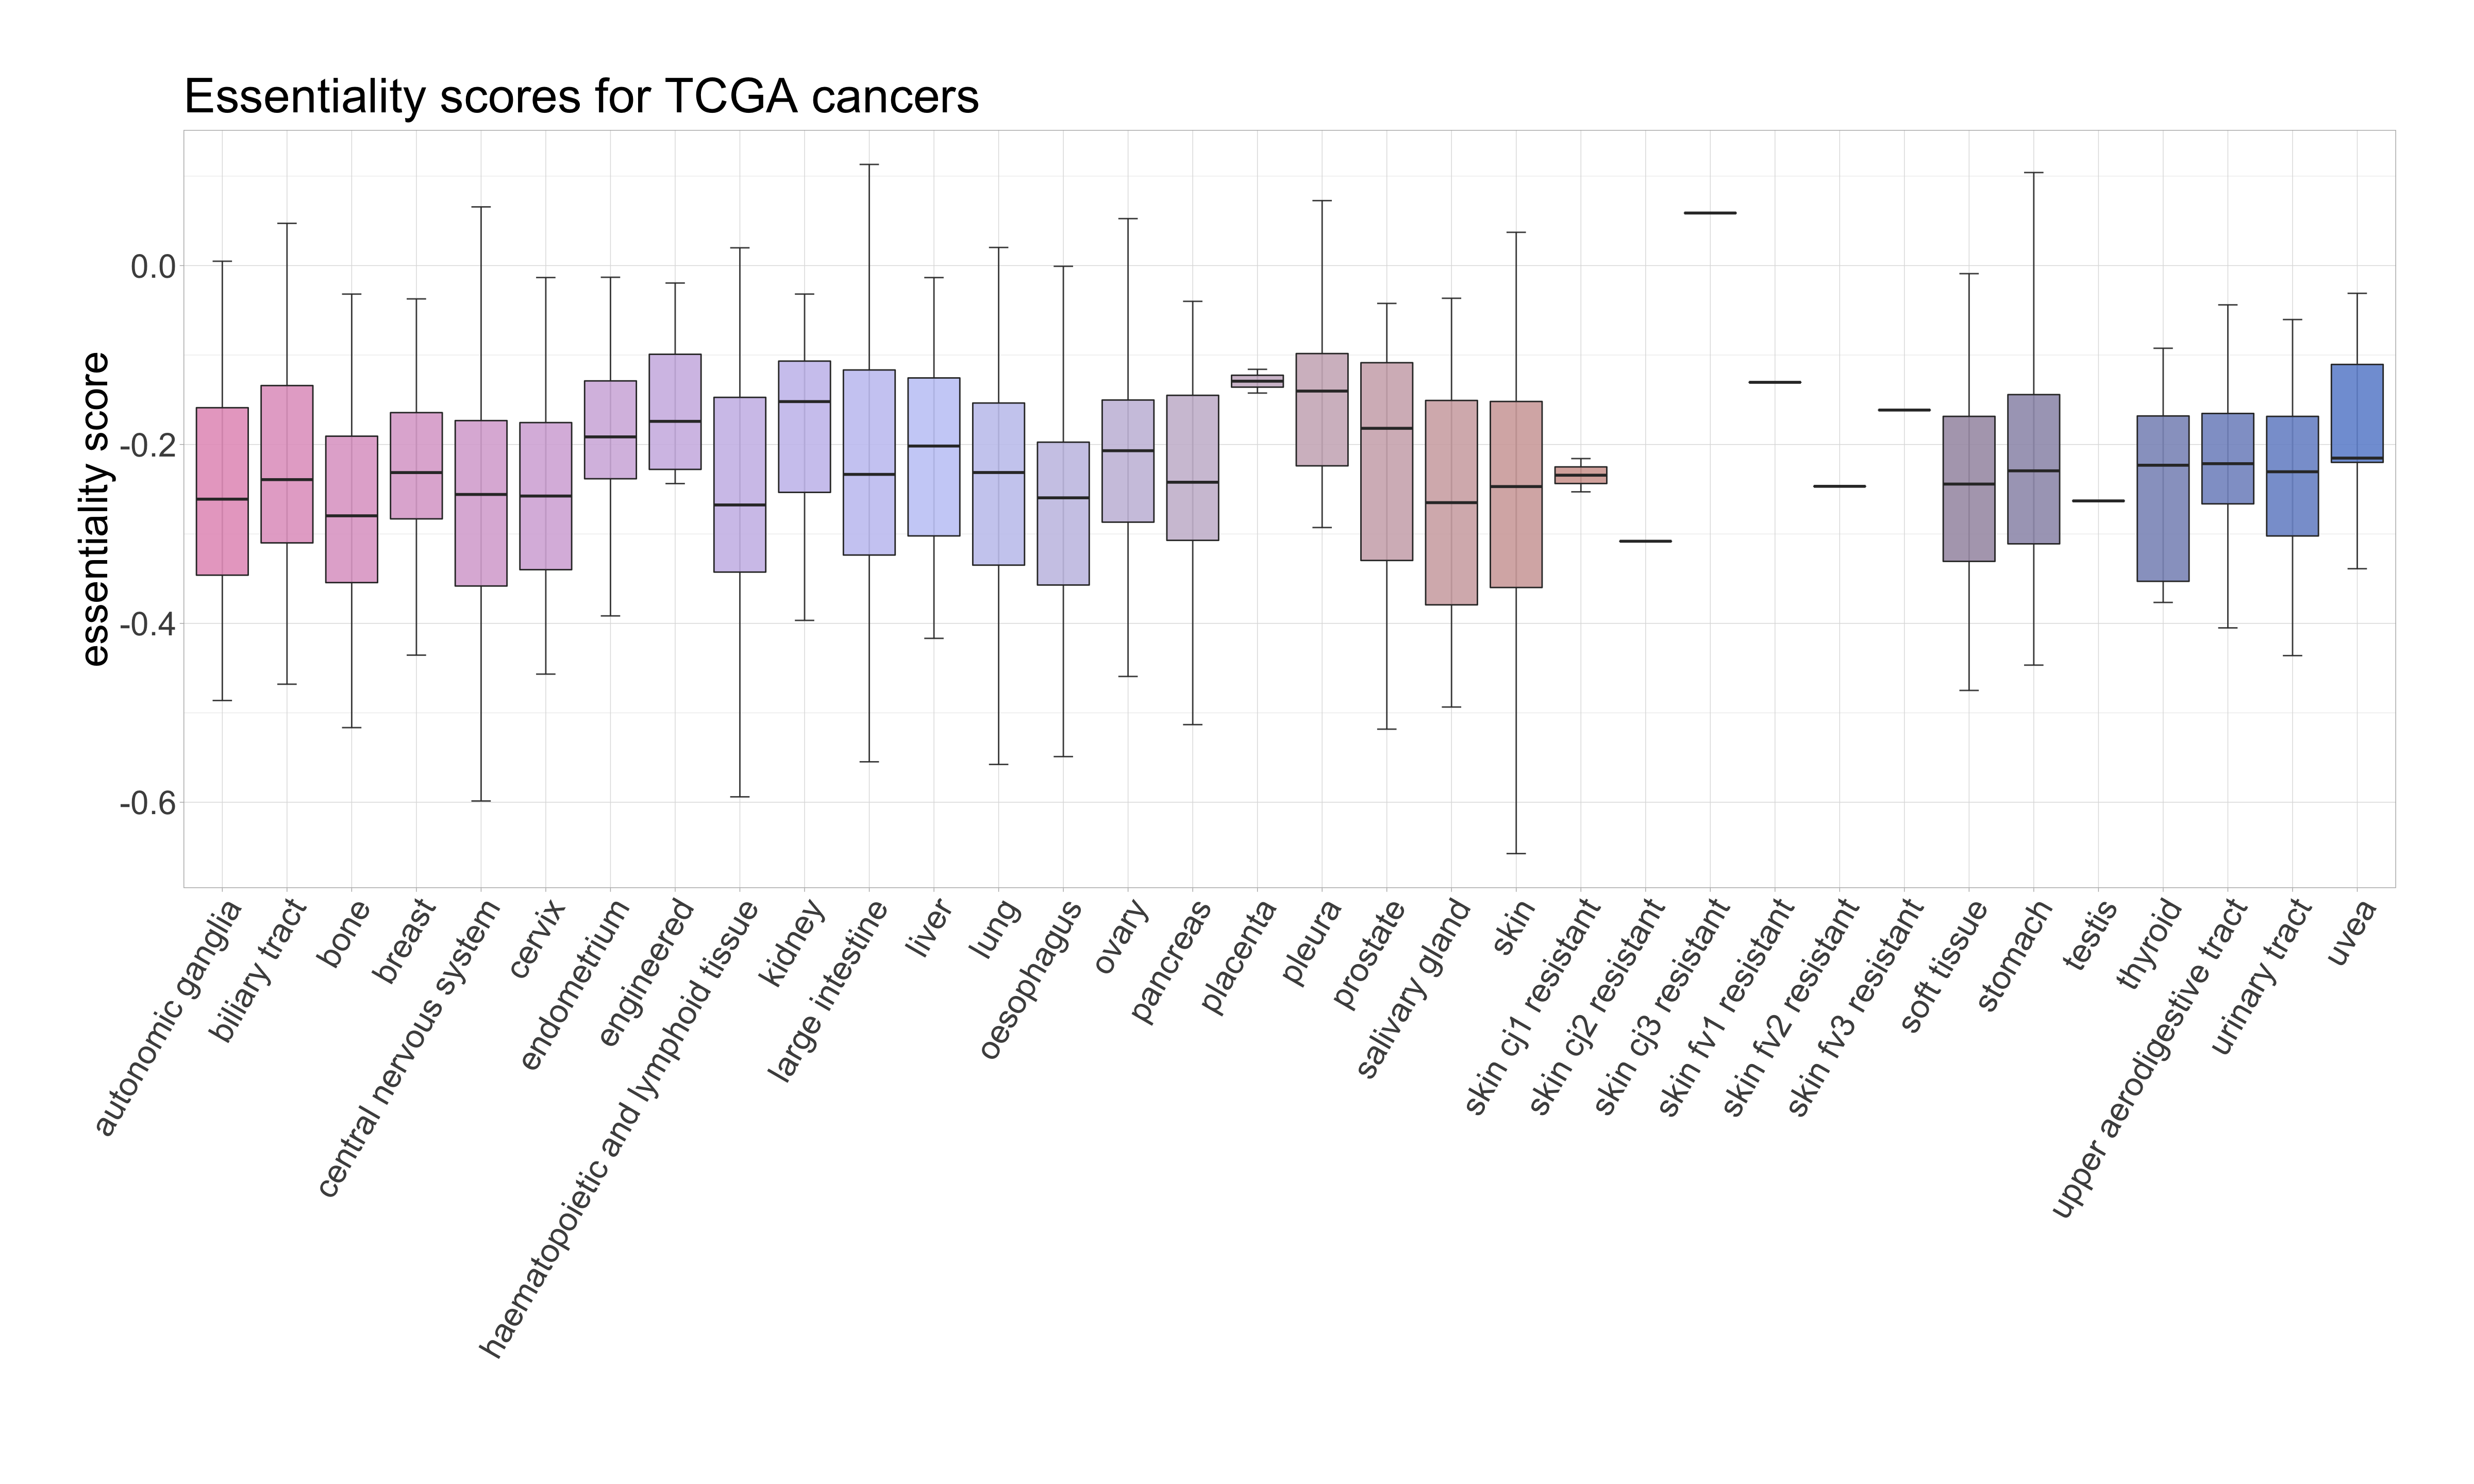 Essentiality scores for TCGA cancers
essentiality score
0.0
-0.2
-0.4
-0.6
autonomic ganglia
biliary tract
bone
breast
central nervous system
cervix
endometrium
engineered
haematopoietic and lymphoid tissue
kidney
large intestine
liver
lung
oesophagus
ovary
pancreas
placenta
pleura
prostate
salivary gland
skin
skin cj1 resistant
skin cj2 resistant
skin cj3 resistant
skin fv1 resistant
skin fv2 resistant
skin fv3 resistant
soft tissue
stomach
testis
thyroid
upper aerodigestive tract
urinary tract
uvea